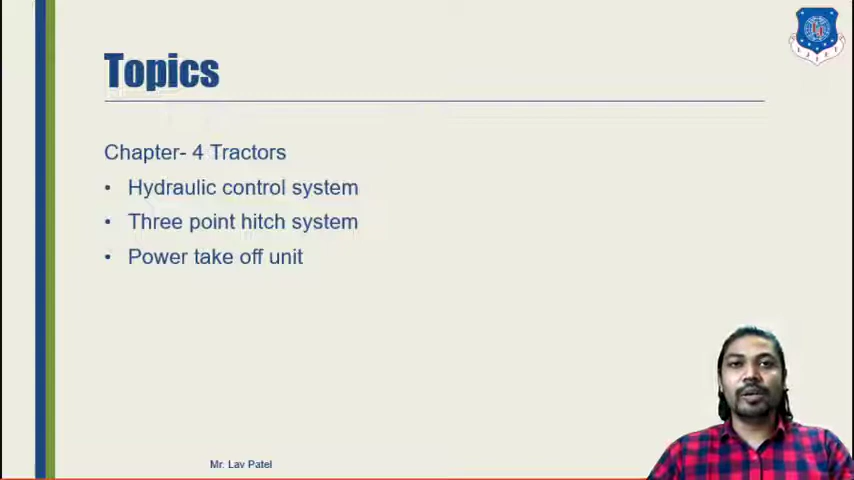 Topics
Chapter- 4 Tractors
• Hydraulic control system
• Three point hitch system
• Power take off unit
Mr. Lav Patel